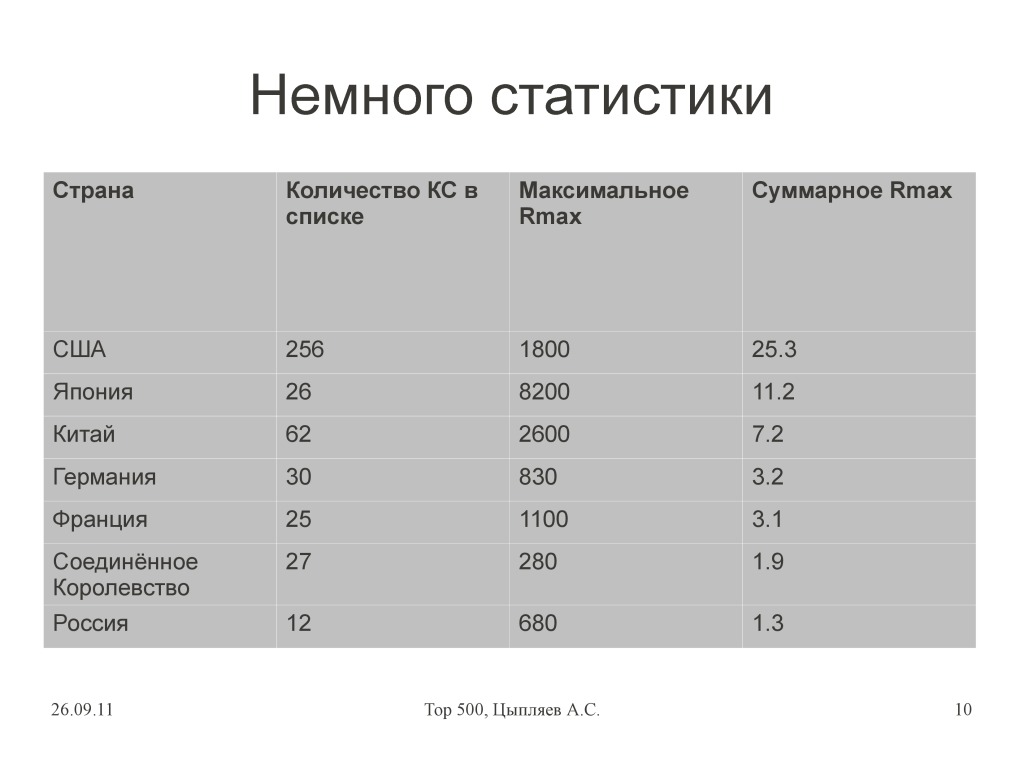 Немного статистики
Страна
Количество КС в
списке
Максимальное
Rmax
Суммарное Rmax
США 256 1800 25.3
Япония 26 8200 11.2
Китай 62 2600 7.2
Германия 30 830 3.2
Франция 25 1100 3.1
Соединённое
Королевство
27 280 1.9
Россия 12 680 1.3
26.09.11 Top 500, Цыпляев А.С. 10